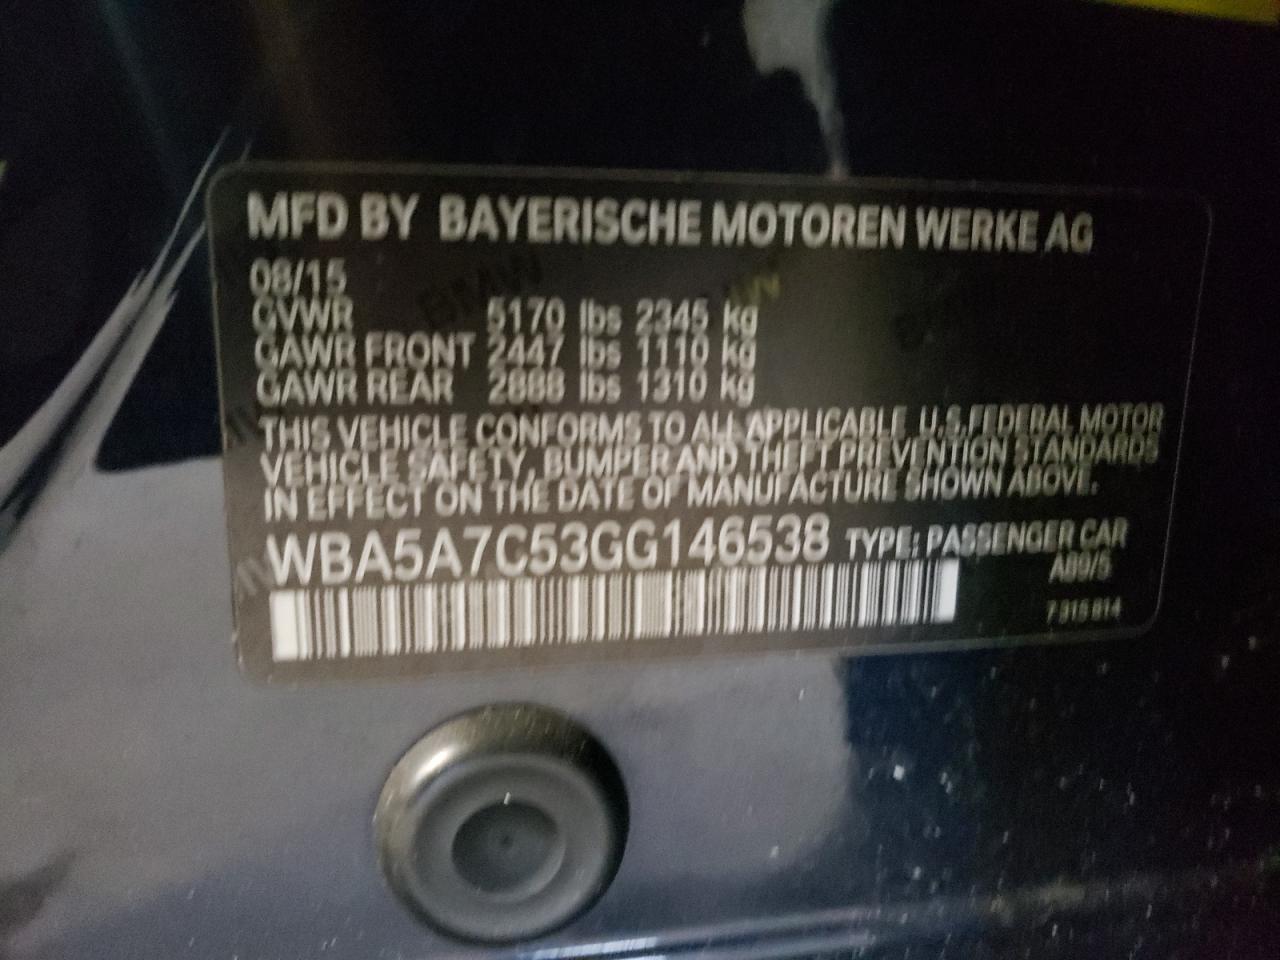 MFD BY BAYERISCHE MOTOREN WERKE AG
08/15
GVWR 5170 lbs 2345 kg
GAWR FRONT 2447 lbs 1110 kg
GAWR REAR 2888 lbs 1310 kg
THIS VEHICLE CONFORMS TO ALL APPLICABLE U.S.FEDERAL MOTOR
VEHICLE SAFETY, BUMPER AND THEFT PREVENTION STANDARDS
IN EFFECT ON THE DATE OF MANUFACTURE SHOWN ABOVE.
WBA5A7C53GG146538 TYPE: PASSENGER CAR
A89/5